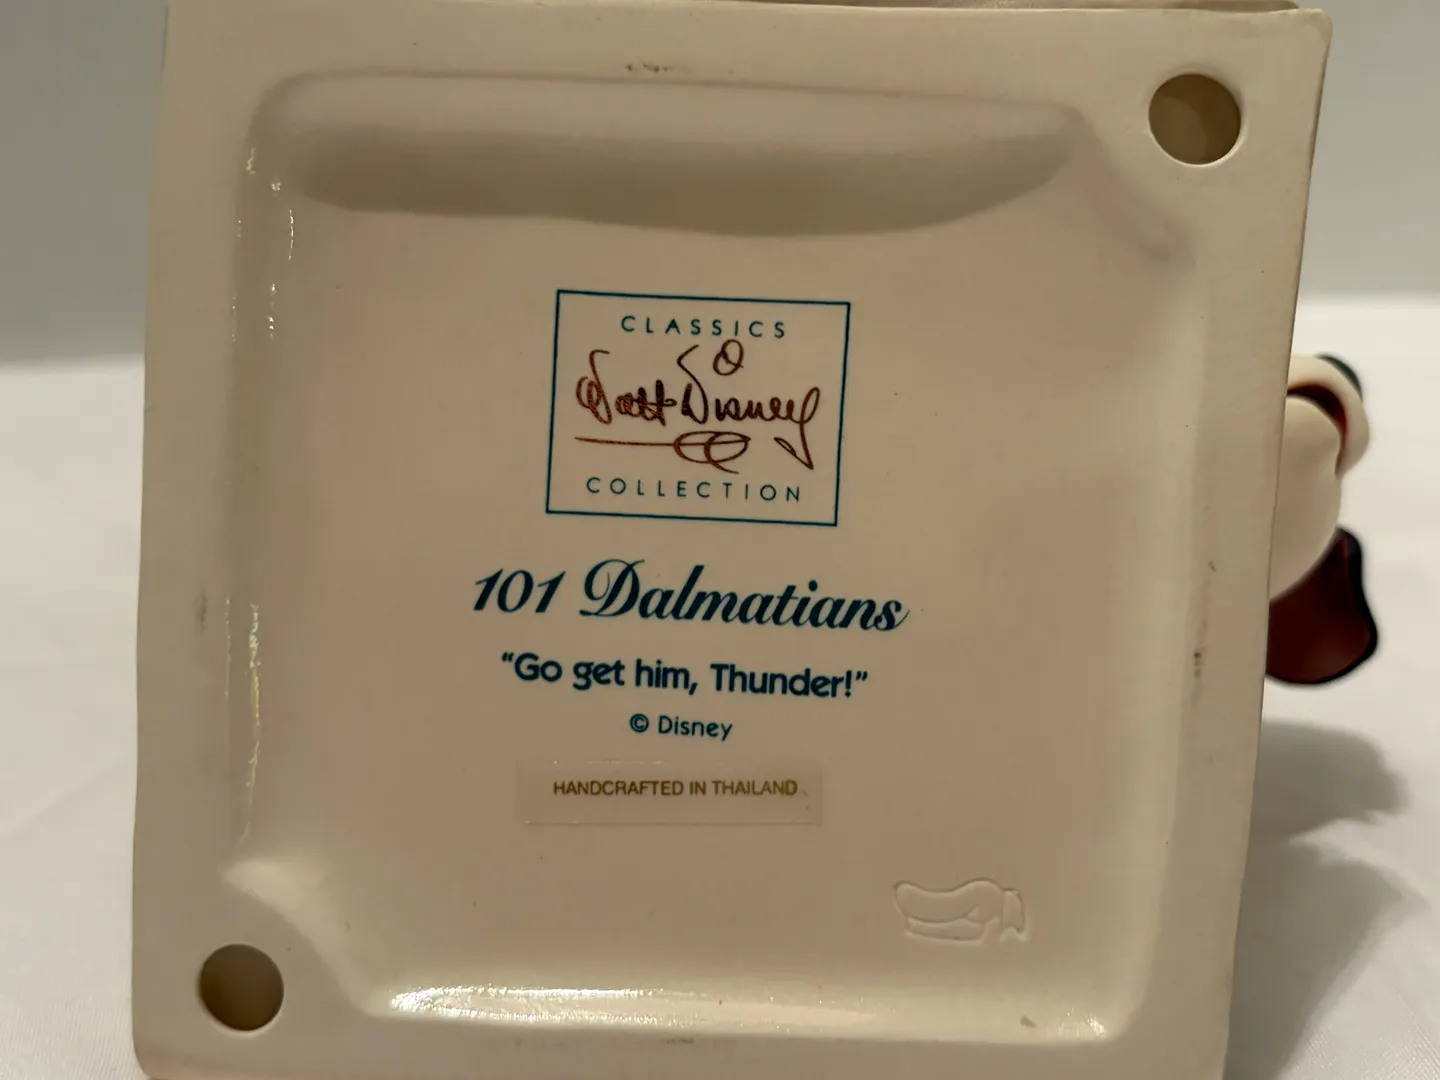 CLASSICS
Walt Disney
COLLECTION
101 Dalmatians
“Go get him, Thunder!”
© Disney
HANDCRAFTED IN THAILAND